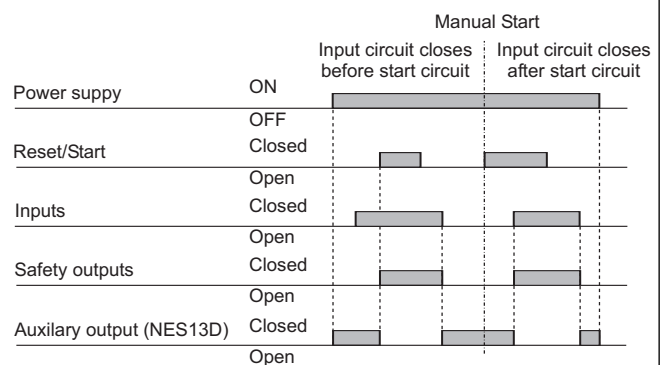 Manual Start
Input circuit closes
before start circuit
Input circuit closes
after start circuit
Power suppy
ON
OFF
Reset/Start
Closed
Open
Inputs
Closed
Open
Safety outputs
Closed
Open
Auxilary output (NES13D)
Closed
Open